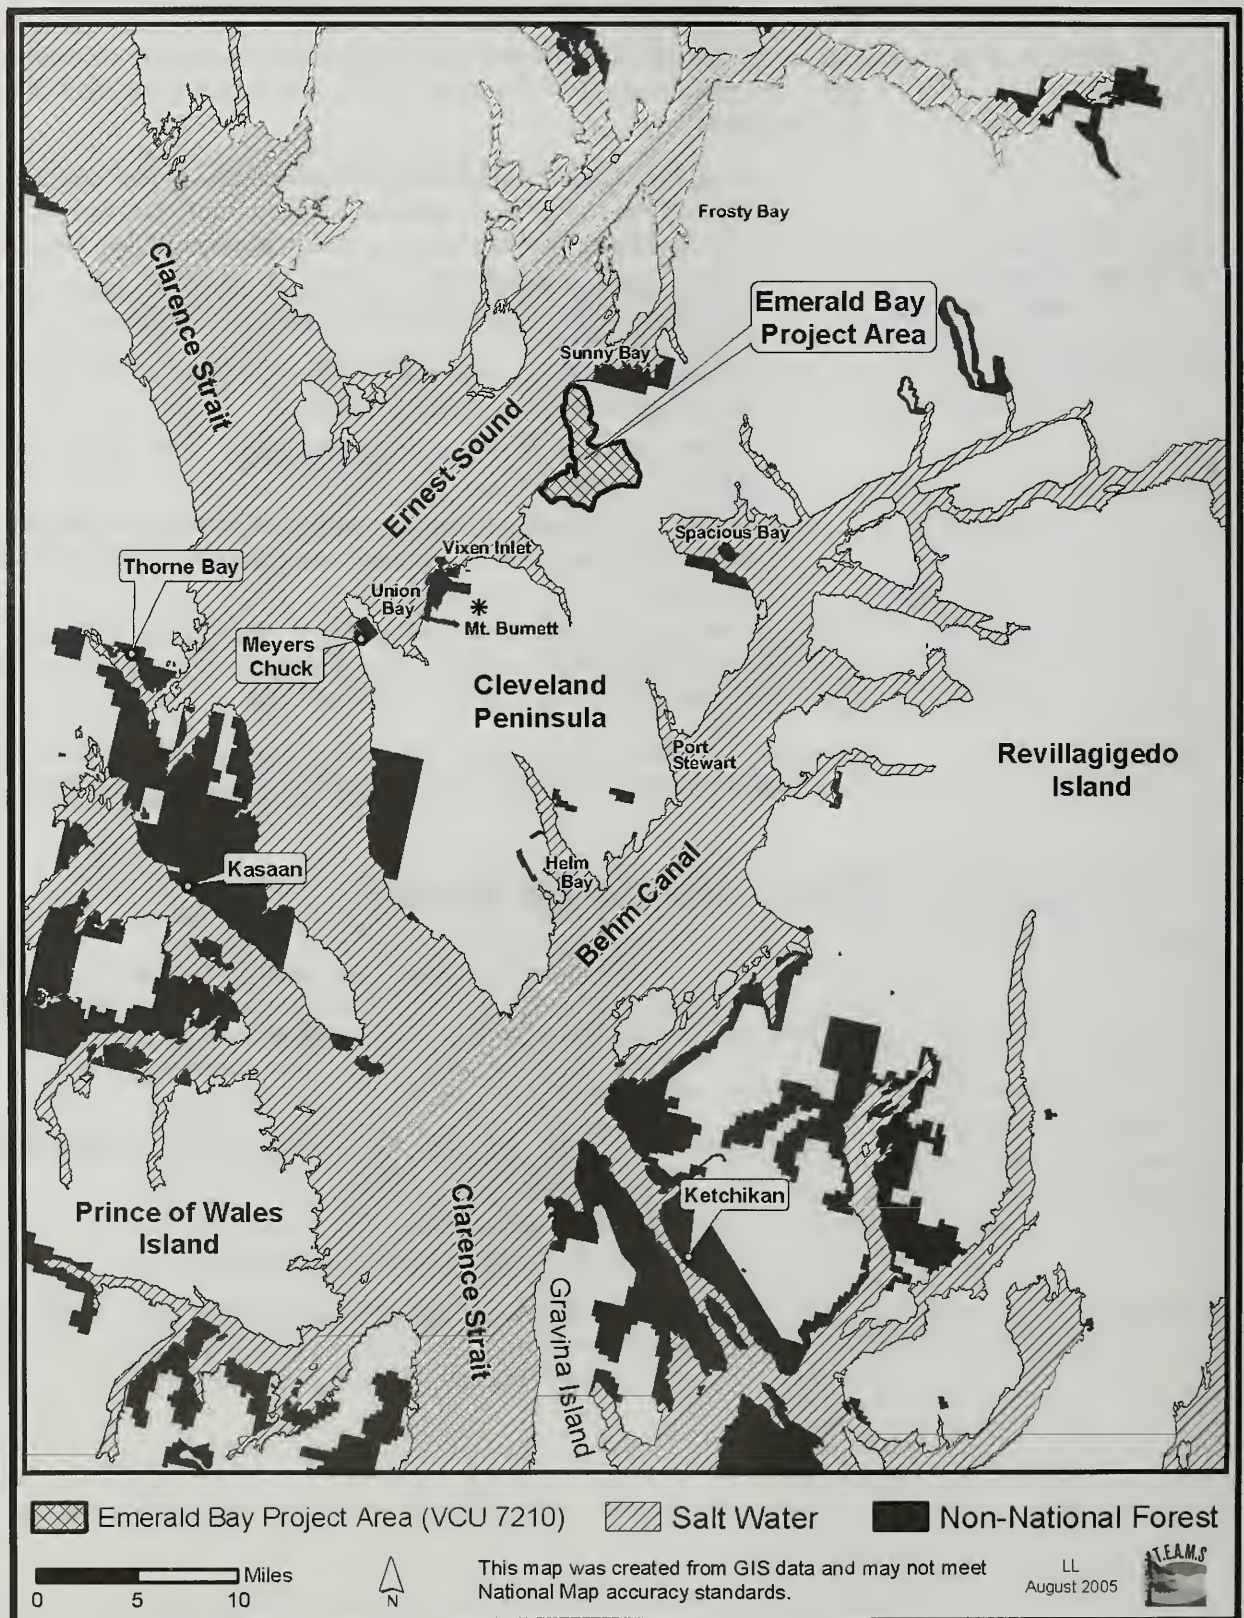 Frosty Bay
Clarence Strait
Emerald Bay
Project Area
Sunny Bay
Ernest Sound
Spacious Bay
Vixen Inlet
Thorne Bay
Union
Bay
Mt. Burnett
Meyers
Chuck
Cleveland
Peninsula
Port
Stewart
Revillagigedo
Island
Kasaan
Helm
Bay
Behm Canal
Ketchikan
Prince of Wales
Island
Clarence Strait
Gravina Island
Emerald Bay Project Area (VCU 7210)
Salt Water
Non-National Forest
Miles
0 5 10
N
This map was created from GIS data and may not meet
National Map accuracy standards.
LL
August 2005
T.E.A.M.S